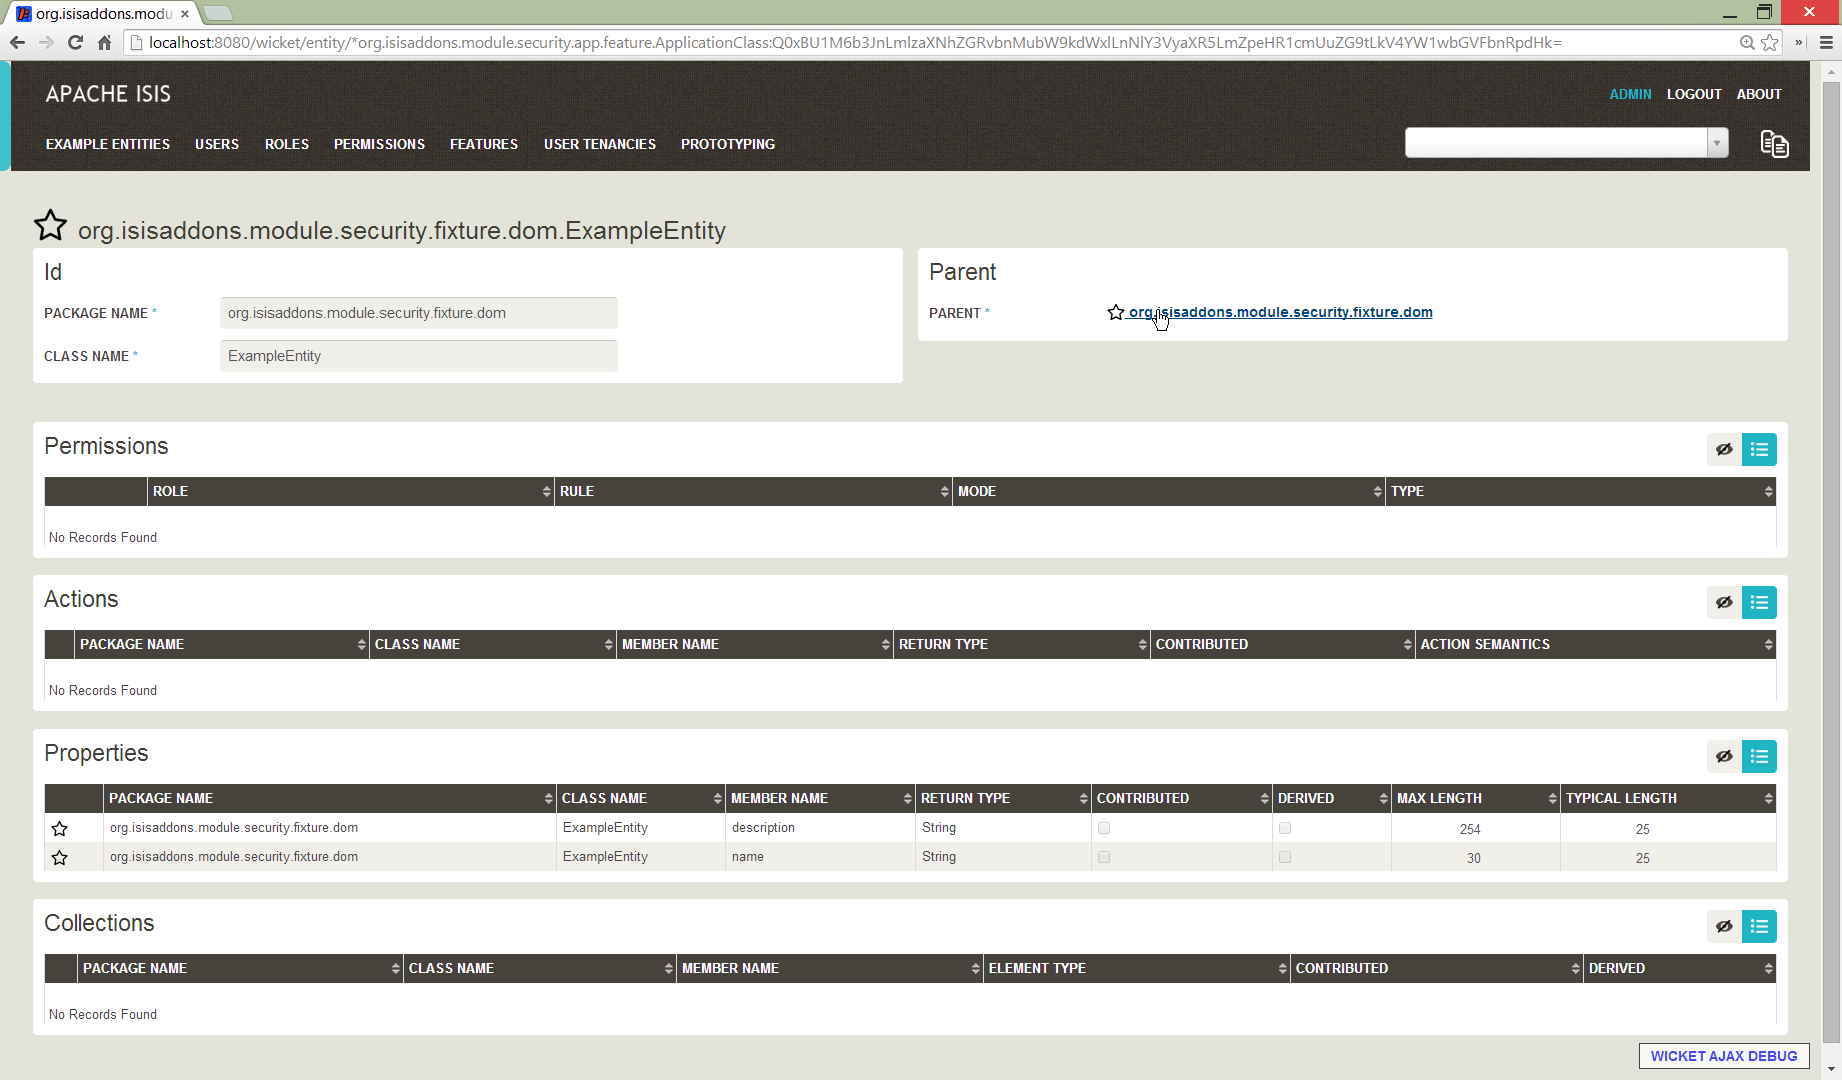 org.isisaddons.modu
localhost:8080/wicket/entity/*org.isisaddons.module.security.app.feature.ApplicationClass:Q0xBU1M6b3JnLmlzaXNhZGRvbnMubW9kdWxlLnNlY3VyaXR5LmZpeHR1cmUuZG9tLkV4YW1wbGVFbnRpdHk=
APACHE ISIS
ADMIN LOGOUT ABOUT
EXAMPLE ENTITIES USERS ROLES PERMISSIONS FEATURES USER TENANCIES PROTOTYPING
org.isisaddons.module.security.fixture.dom.ExampleEntity
Id
PACKAGE NAME * org.isisaddons.module.security.fixture.dom
CLASS NAME * ExampleEntity
Parent
PARENT * org.isisaddons.module.security.fixture.dom
Permissions
ROLE RULE MODE TYPE
No Records Found
Actions
PACKAGE NAME CLASS NAME MEMBER NAME RETURN TYPE CONTRIBUTED ACTION SEMANTICS
No Records Found
Properties
PACKAGE NAME CLASS NAME MEMBER NAME RETURN TYPE CONTRIBUTED DERIVED MAX LENGTH TYPICAL LENGTH
org.isisaddons.module.security.fixture.dom ExampleEntity description String 254 25
org.isisaddons.module.security.fixture.dom ExampleEntity name String 30 25
Collections
PACKAGE NAME CLASS NAME MEMBER NAME ELEMENT TYPE CONTRIBUTED DERIVED
No Records Found
WICKET AJAX DEBUG